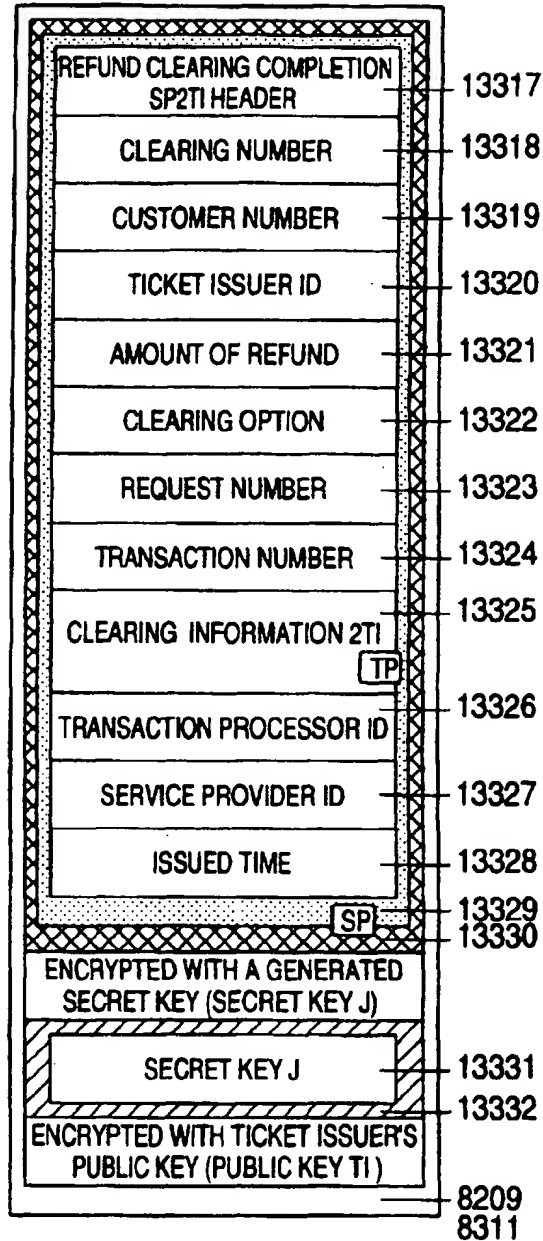 REFUND CLEARING COMPLETION
SP2TI HEADER
13317
CLEARING NUMBER
13318
CUSTOMER NUMBER
13319
TICKET ISSUER ID
13320
AMOUNT OF REFUND
13321
CLEARING OPTION
13322
REQUEST NUMBER
13323
TRANSACTION NUMBER
13324
13325
CLEARING INFORMATION 2TI
TP
13326
TRANSACTION PROCESSOR ID
SERVICE PROVIDER ID
13327
ISSUED TIME
13328
13329
SP
13330
ENCRYPTED WITH A GENERATED
SECRET KEY (SECRET KEY J)
SECRET KEY J
13331
13332
ENCRYPTED WITH TICKET ISSUER'S
PUBLIC KEY (PUBLIC KEY TI )
8209
8311